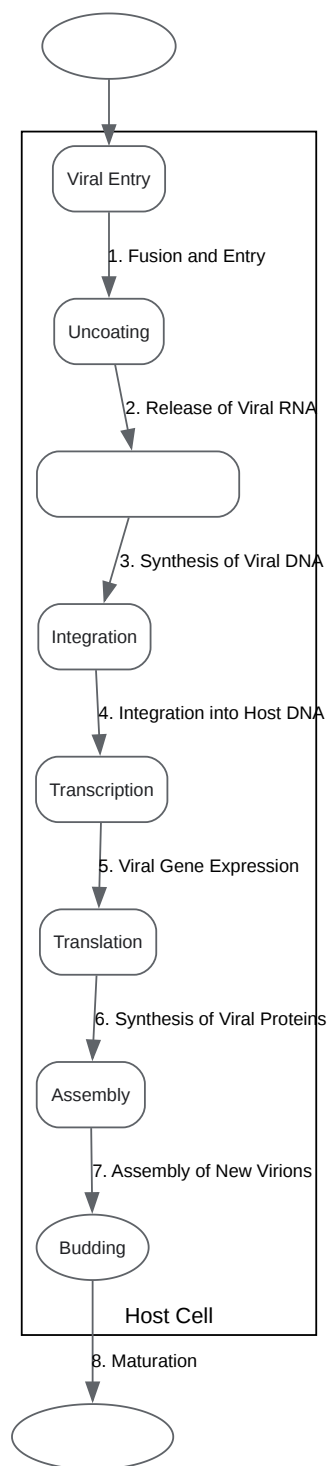 Viral Entry
1. Fusion and Entry
Uncoating
2. Release of Viral RNA
3. Synthesis of Viral DNA
Integration
4. Integration into Host DNA
Transcription
5. Viral Gene Expression
Translation
6. Synthesis of Viral Proteins
Assembly
7. Assembly of New Virions
Budding
Host Cell
8. Maturation